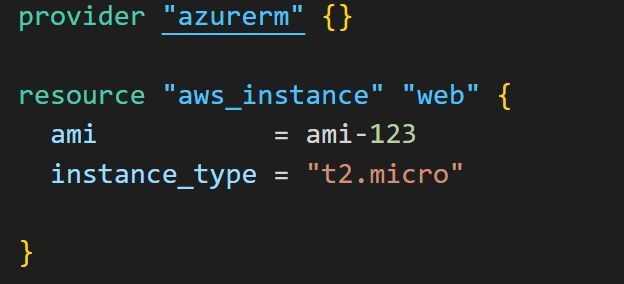 provider "azurerm" {}
resource "aws_instance" "web" {
  ami           = ami-123
  instance_type = "t2.micro"
}